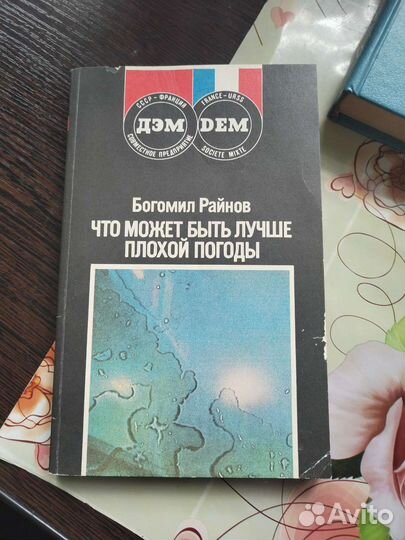 СССР - ФРАНЦИЯ
ДЭМ
СОВМЕСТНОЕ ПРЕДПРИЯТИЕ
FRANCE - URSS
DEM
SOCIETE MIXTE
Богомил Райнов
ЧТО МОЖЕТ БЫТЬ ЛУЧШЕ
ПЛОХОЙ ПОГОДЫ
Avito